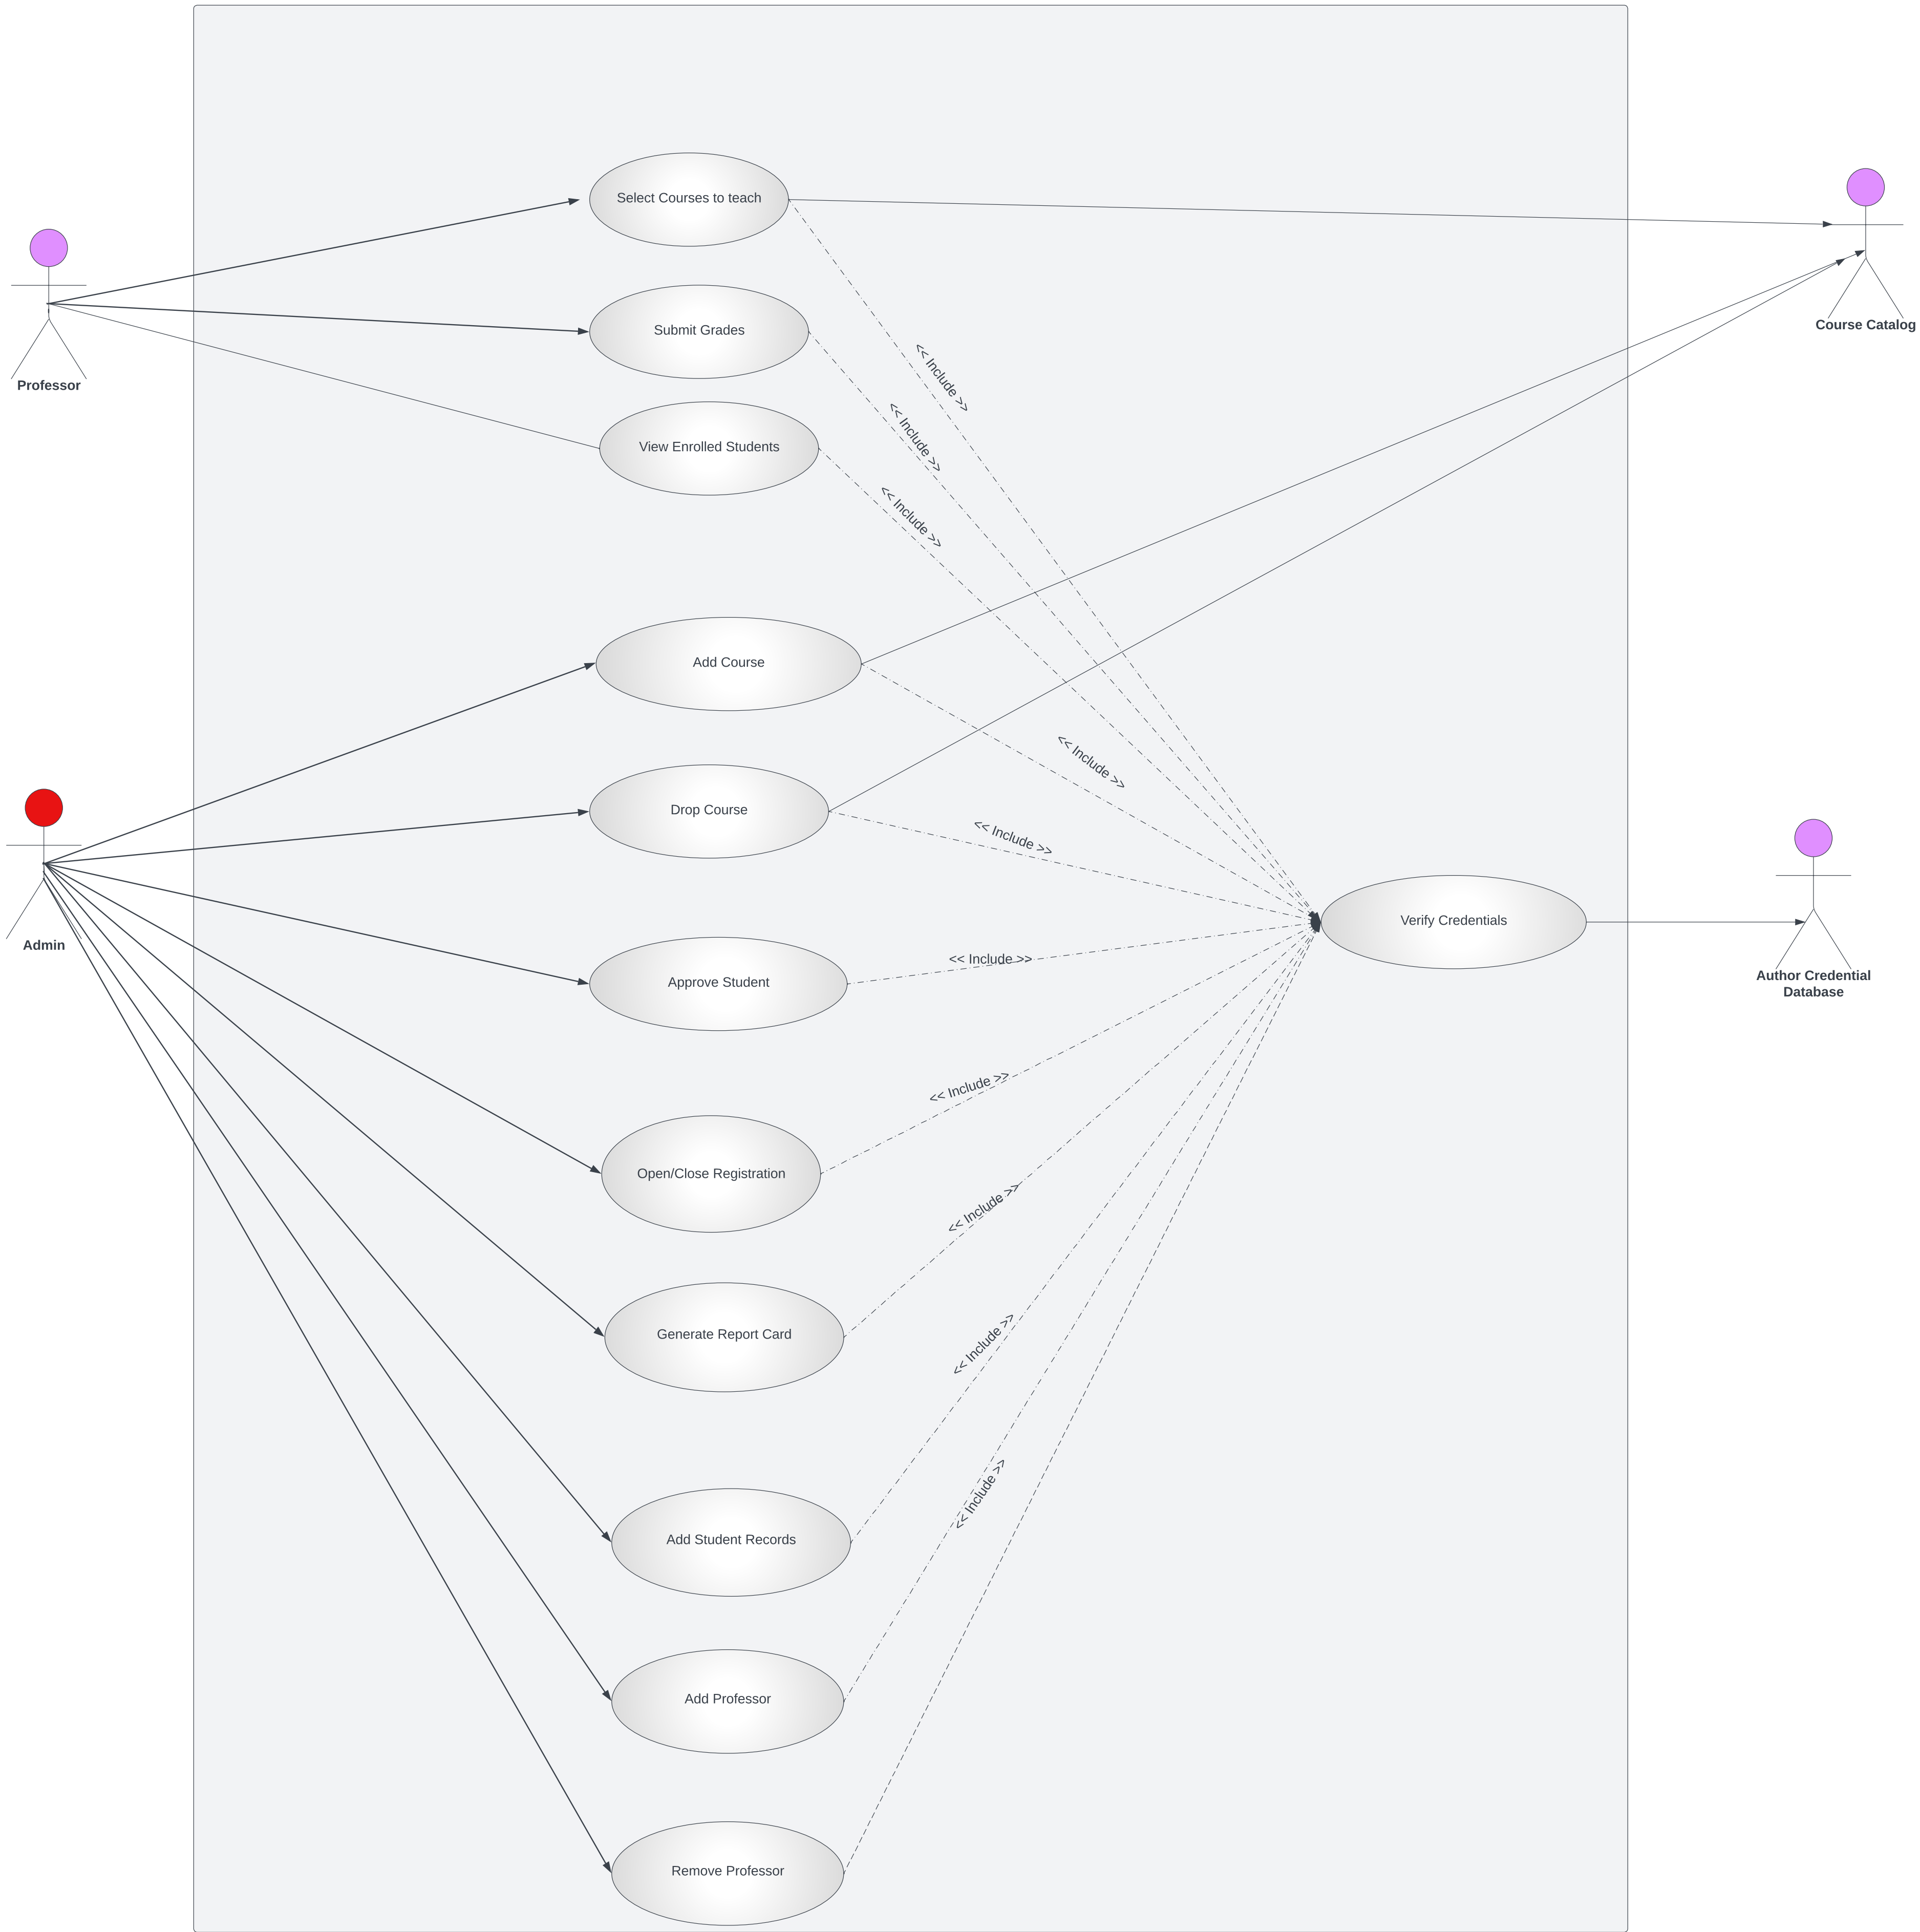 Select Courses to teach
Course Catalog
Submit Grades
Professor
<< Include >>
<< Include >>
View Enrolled Students
<< Include >>
Add Course
<< Include >>
Drop Course
<< Include >>
Admin
Verify Credentials
Author Credential
Database
<< Include >>
Approve Student
<< Include >>
Open/Close Registration
<< Include >>
Generate Report Card
<< Include >>
Add Student Records
<< Include >>
Add Professor
Remove Professor